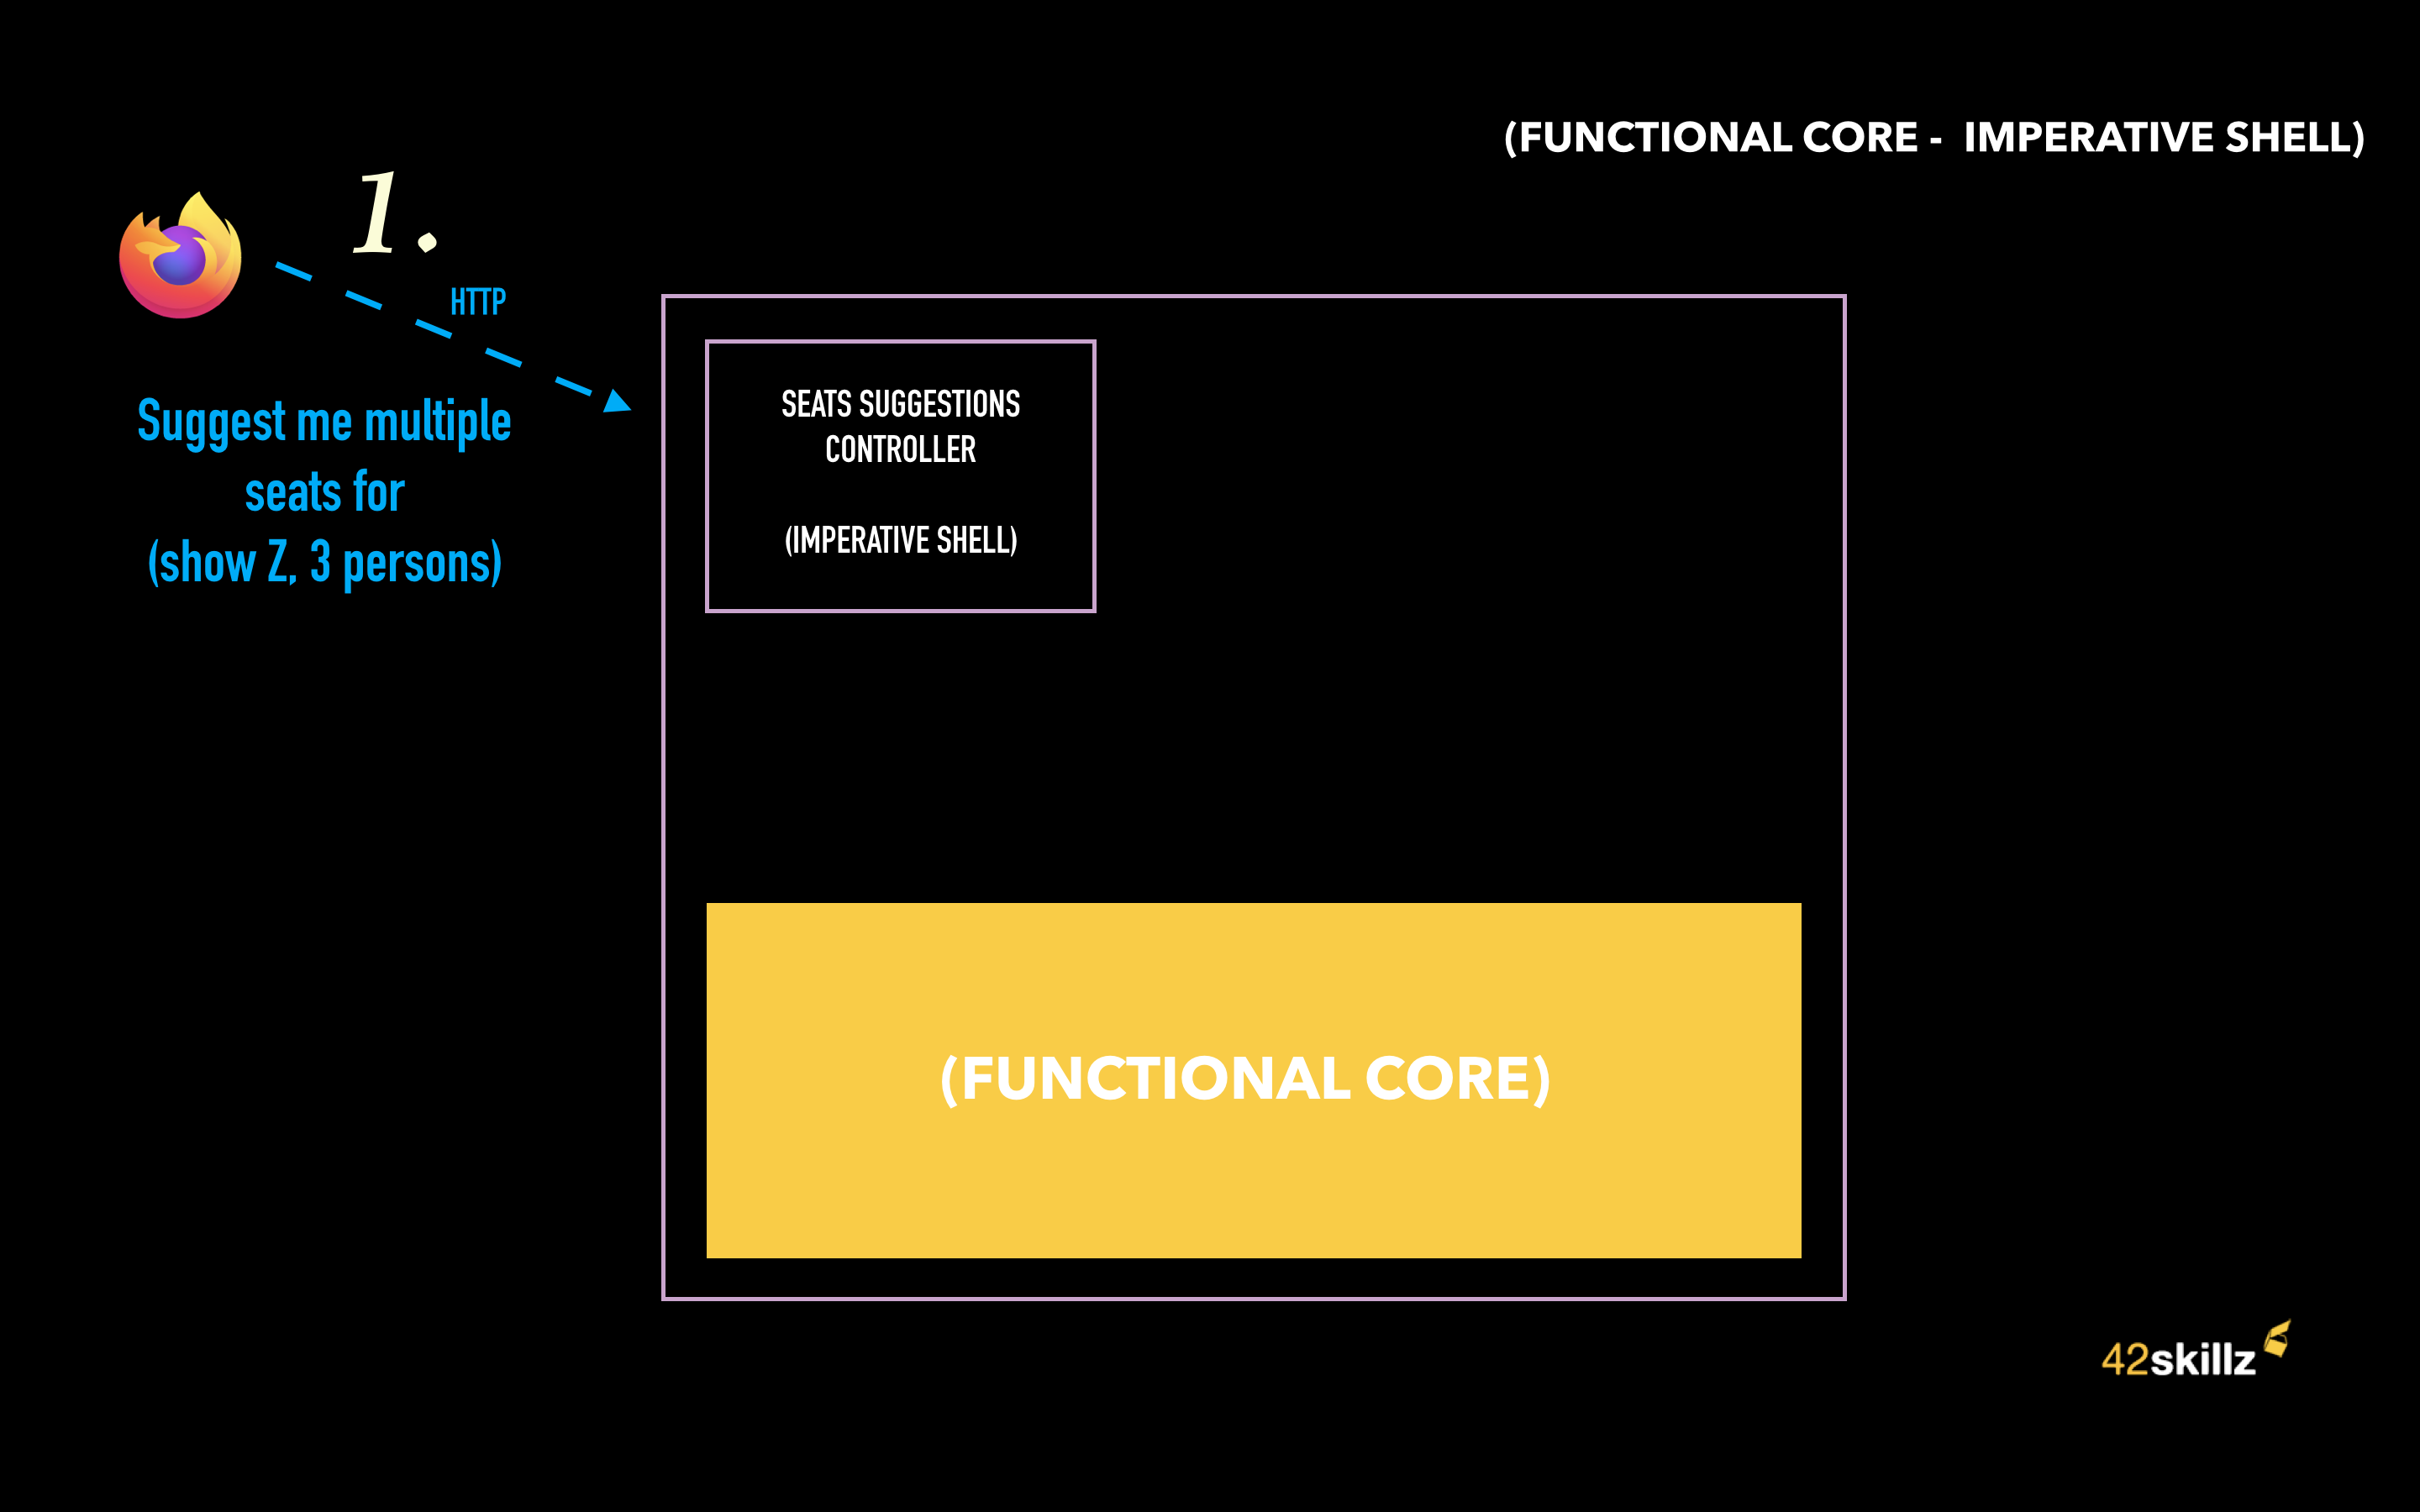 (FUNCTIONAL CORE - IMPERATIVE SHELL)
1.
HTTP
Suggest me multiple
seats for
(show Z, 3 persons)
SEATS SUGGESTIONS
CONTROLLER
(IMPERATIVE SHELL)
(FUNCTIONAL CORE)
42skillz